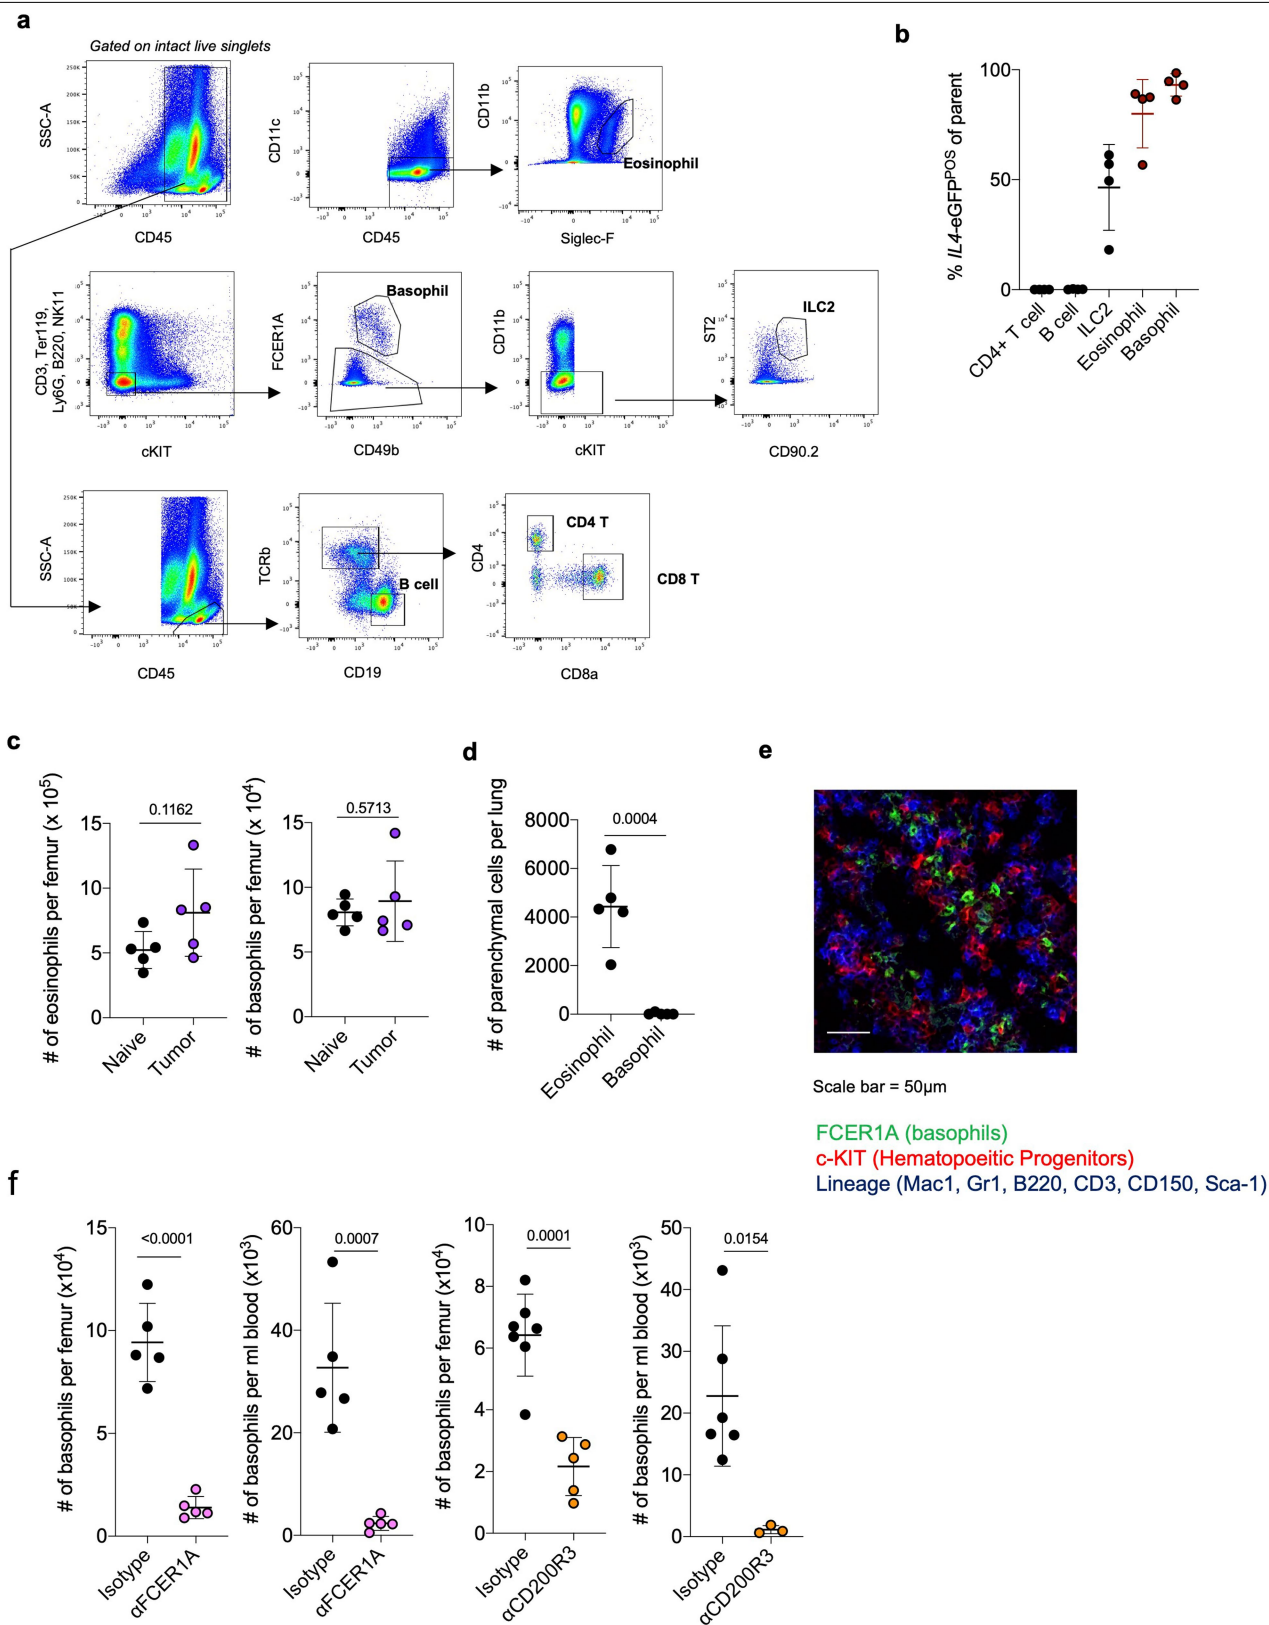 a
Gated on intact live singlets
SSC-A
CD45
CD11c
CD45
CD11b
Eosinophil
Siglec-F
CD3, Ter119,
Ly6G, B220, NK11
cKIT
FCER1A
Basophil
CD49b
CD11b
cKIT
ST2
ILC2
CD90.2
SSC-A
CD45
TCRb
B cell
CD19
CD4
CD4 T
CD8 T
CD8a
b
% IL4-eGFPPOS of parent
100
50
0
CD4+ T cell
B cell
ILC2
Eosinophil
Basophil
c
# of eosinophils per femur (x 10⁵)
0.1162
15
10
5
0
Naive
Tumor
# of basophils per femur (x 10⁴)
0.5713
15
10
5
0
Naive
Tumor
d
# of parenchymal cells per lung
0.0004
8000
6000
4000
2000
0
Eosinophil
Basophil
e
Scale bar = 50µm
FCER1A (basophils)
c-KIT (Hematopoeitic Progenitors)
Lineage (Mac1, Gr1, B220, CD3, CD150, Sca-1)
f
# of basophils per femur (x10⁴)
<0.0001
15
10
5
0
Isotype
αFCER1A
# of basophils per ml blood (x10³)
0.0007
60
40
20
0
Isotype
αFCER1A
# of basophils per femur (x10⁴)
0.0001
10
8
6
4
2
0
Isotype
αCD200R3
# of basophils per ml blood (x10³)
0.0154
50
40
30
20
10
0
Isotype
αCD200R3